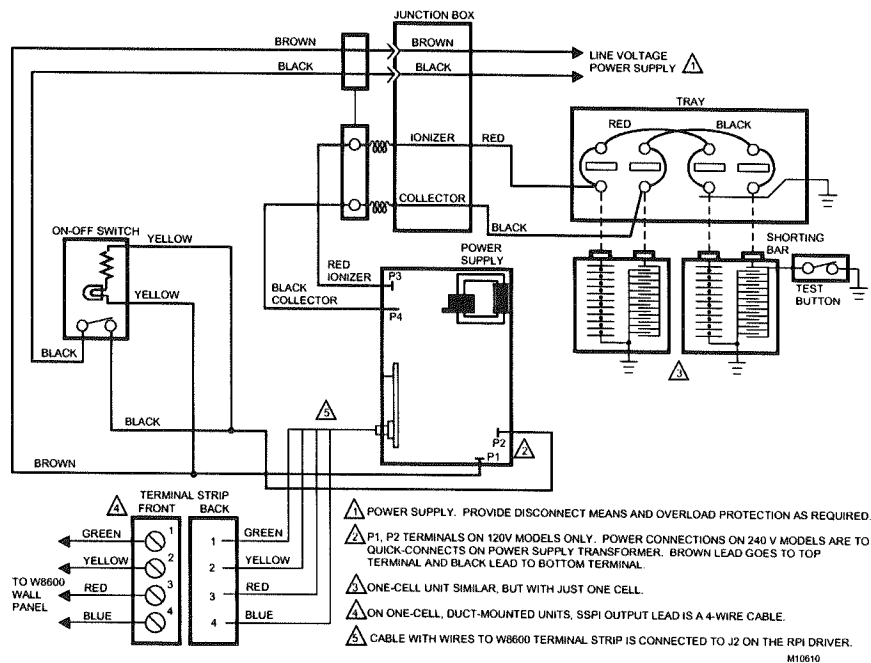 JUNCTION BOX
BROWN
BROWN
BLACK
BLACK
LINE VOLTAGE
POWER SUPPLY 1
TRAY
RED
BLACK
IONIZER
RED
COLLECTOR
BLACK
ON-OFF SWITCH
YELLOW
YELLOW
BLACK
BLACK
BROWN
RED
IONIZER
BLACK
COLLECTOR
POWER
SUPPLY
P3
P4
P2
P1
2
5
SHORTING
BAR
TEST
BUTTON
3
4
TERMINAL STRIP
FRONT BACK
GREEN 1 1 GREEN
YELLOW 2 2 YELLOW
RED 3 3 RED
BLUE 4 4 BLUE
TO W8600
WALL
PANEL
1 POWER SUPPLY. PROVIDE DISCONNECT MEANS AND OVERLOAD PROTECTION AS REQUIRED.
2 P1, P2 TERMINALS ON 120V MODELS ONLY. POWER CONNECTIONS ON 240 V MODELS ARE TO
QUICK-CONNECTS ON POWER SUPPLY TRANSFORMER. BROWN LEAD GOES TO TOP
TERMINAL AND BLACK LEAD TO BOTTOM TERMINAL.
3 ONE-CELL UNIT SIMILAR, BUT WITH JUST ONE CELL.
4 ON ONE-CELL, DUCT-MOUNTED UNITS, SSPI OUTPUT LEAD IS A 4-WIRE CABLE.
5 CABLE WITH WIRES TO W8600 TERMINAL STRIP IS CONNECTED TO J2 ON THE RPI DRIVER.
M10610